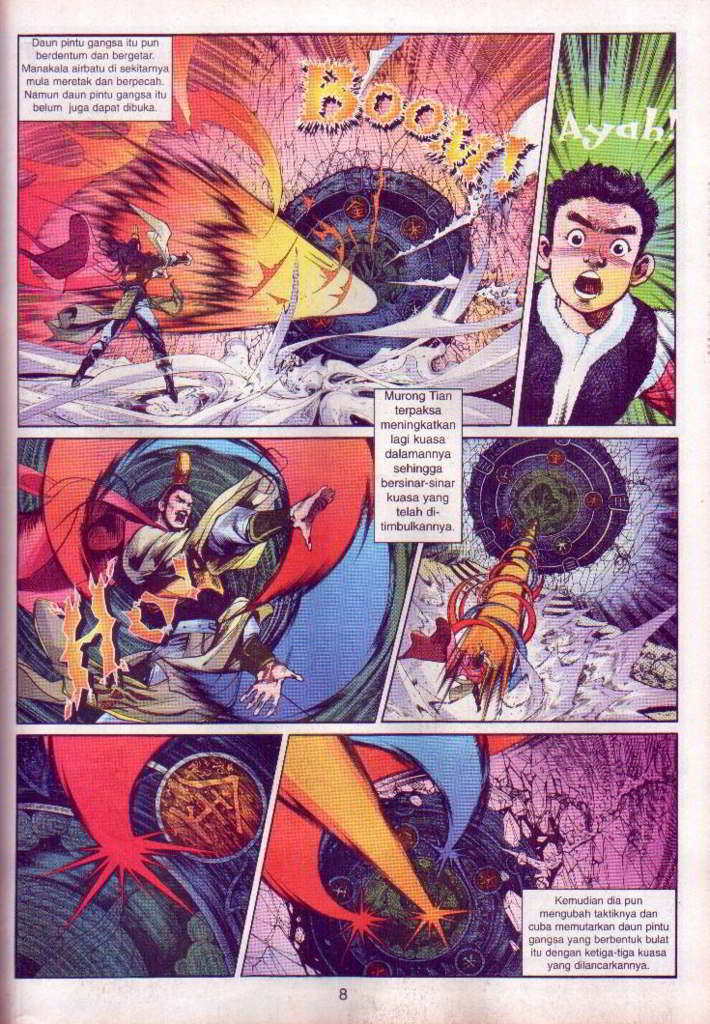 Daun pintu gangsa itu pun
berdentum dan bergetar.
Manakala airbatu di sekitarnya
mula meretak dan berpecah.
Namun daun pintu gangsa itu
belum juga dapat dibuka.
Boom!
Ayah!
Murong Tian
terpaksa
meningkatkan
lagi kuasa
dalamannya
sehingga
bersinar-sinar
kuasa yang
telah di-
timbulkannya.
Hoi!
Kemudian dia pun
mengubah taktiknya dan
cuba memutarkan daun pintu
gangsa yang berbentuk bulat
itu dengan ketiga-tiga kuasa
yang dilancarkannya.
8